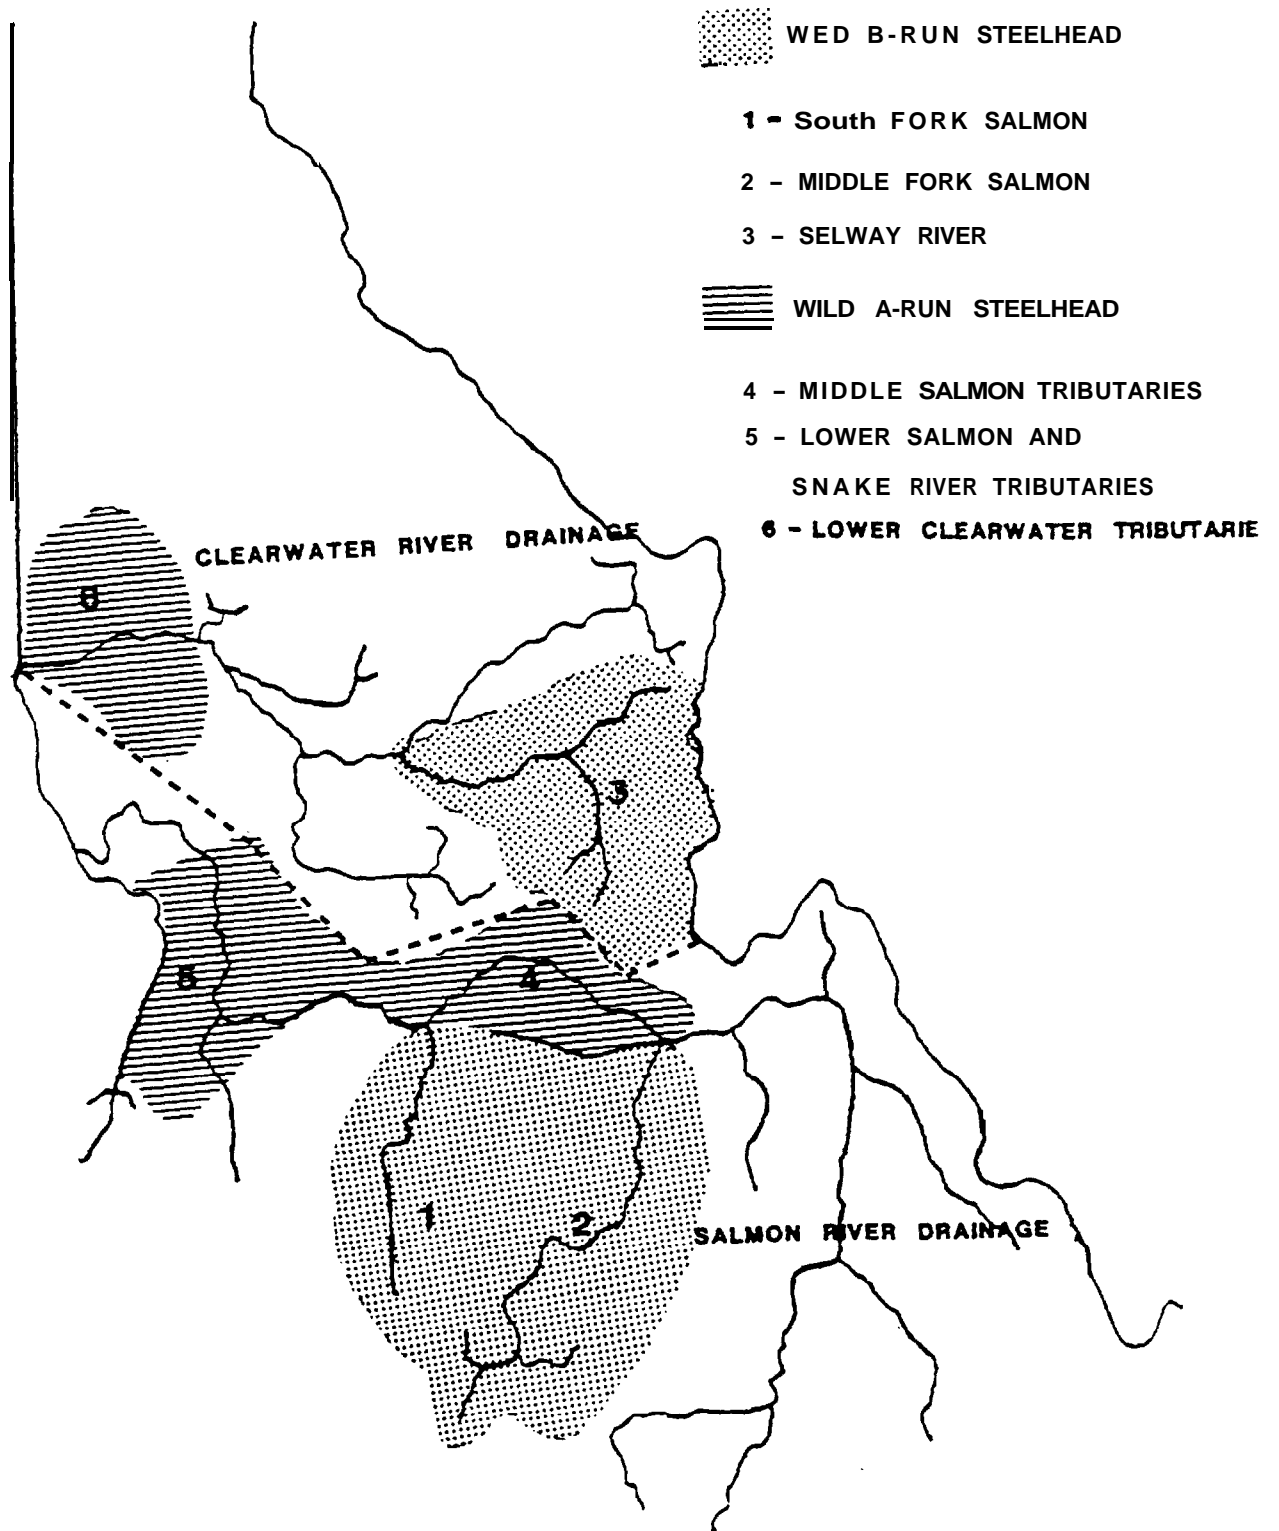 WED B-RUN STEELHEAD
1 - South FORK SALMON
2 - MIDDLE FORK SALMON
3 - SELWAY RIVER
WILD A-RUN STEELHEAD
4 - MIDDLE SALMON TRIBUTARIES
5 - LOWER SALMON AND
SNAKE RIVER TRIBUTARIES
6 - LOWER CLEARWATER TRIBUTARIE
CLEARWATER RIVER DRAINAGE
6
3
5
4
1
2
SALMON RIVER DRAINAGE